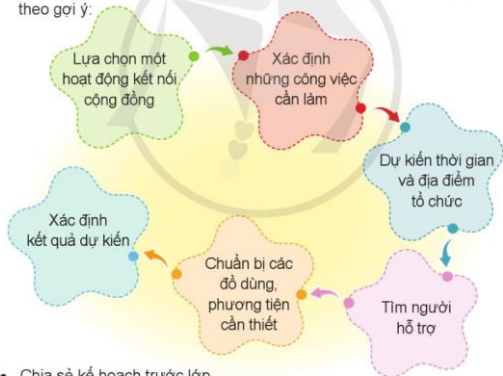 theo gợi ý:
Lựa chọn một
hoạt động kết nối
cộng đồng
Xác định
những công việc
cần làm
Dự kiến thời gian
và địa điểm
tổ chức
Tìm người
hỗ trợ
Chuẩn bị các
đồ dùng,
phương tiện
cần thiết
Xác định
kết quả dự kiến
• Chia sẻ kế hoạch trước lớp